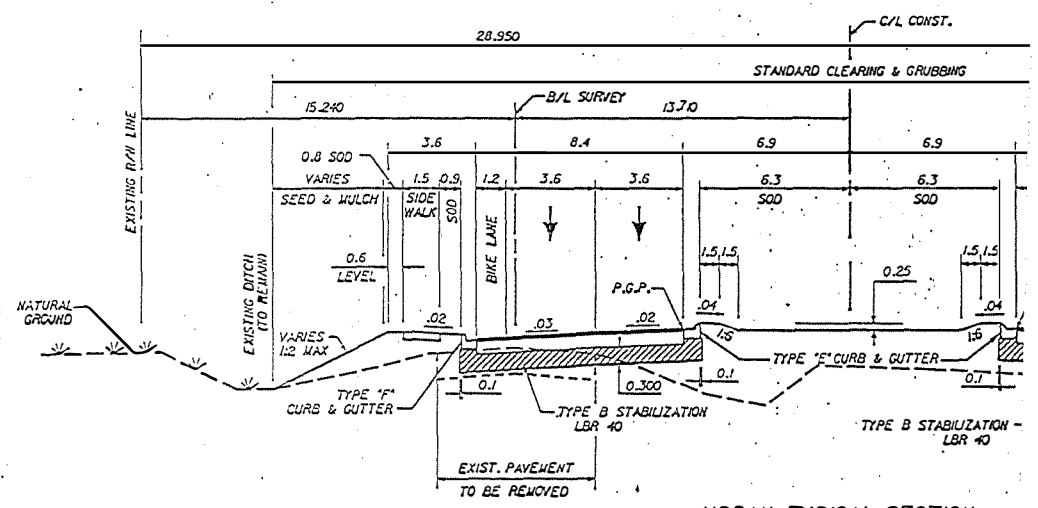 C/L CONST.
28.950
STANDARD CLEARING & GRUBBING
B/L SURVEY
15.240
13.710
3.6
8.4
6.9
6.9
0.8 SOD
VARIES
1.5
0.9
1.2
3.6
3.6
6.3
6.3
SEED & MULCH
SIDE
WALK
SOD
SOD
SOD
EXISTING R/W LINE
BIKE LANE
1.5
1.5
1.5
1.5
0.6
LEVEL
0.25
EXISTING DITCH
(TO REMAIN)
P.G.P.
NATURAL
GROUND
.02
.03
.02
.04
.04
VARIES
1:2 MAX
1:6
1:6
TYPE "E" CURB & GUTTER
TYPE "F"
CURB & GUTTER
0.1
0.300
0.1
0.1
TYPE B STABILIZATION
LBR 40
TYPE B STABILIZATION -
LBR 40
EXIST. PAVEMENT
TO BE REMOVED
TYPICAL SECTION